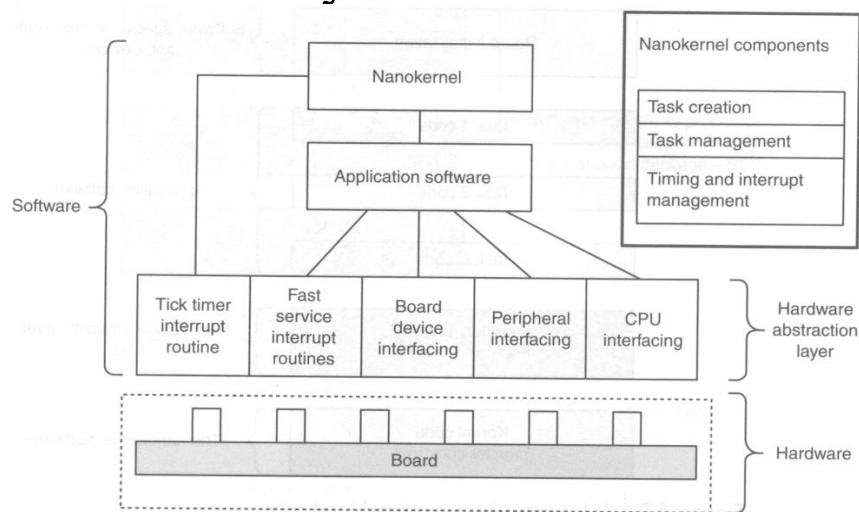 Nanokernel
Application software
Software
Tick timer
interrupt
routine
Fast
service
interrupt
routines
Board
device
interfacing
Peripheral
interfacing
CPU
interfacing
Hardware
abstraction
layer
Board
Hardware
Nanokernel components
Task creation
Task management
Timing and interrupt
management